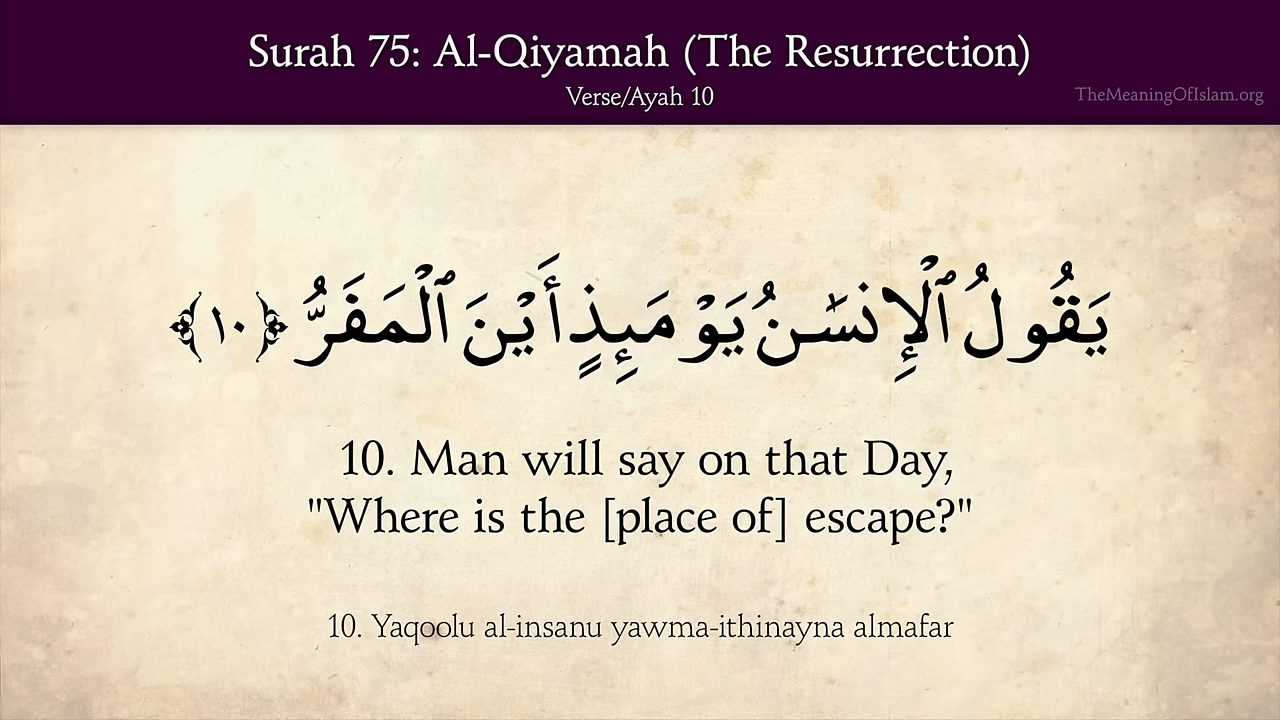 Surah 75: Al-Qiyamah (The Resurrection)
Verse/Ayah 10
TheMeaningOfIslam.org
يَقُولُ ٱلْإِنسَٰنُ يَوْمَئِذٍ أَيْنَ ٱلْمَفَرُّ ﴿١٠﴾
10. Man will say on that Day,
"Where is the [place of] escape?"
10. Yaqoolu al-insanu yawma-ithinayna almafar